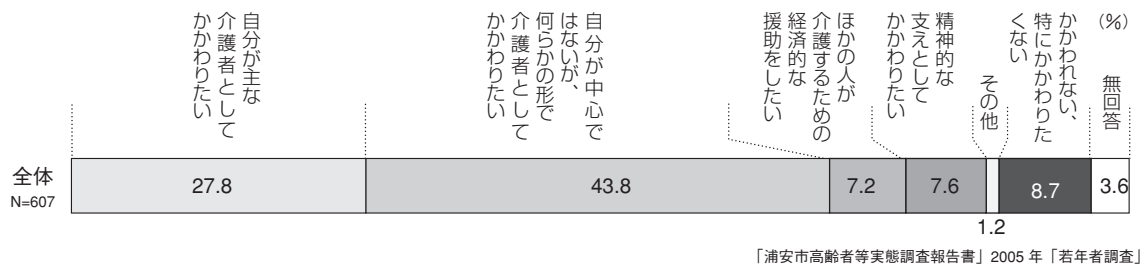 自分が主な
介護者として
かかわりたい
自分が中心で
はないが、
何らかの形で
介護者として
かかわりたい
ほかの人が
介護するための
経済的な
援助をしたい
精神的な
支えとして
かかわりたい
その他
かかわれない、
特にかかわりた
くない
無回答
(%)
全体
N=607
27.8
43.8
7.2
7.6
1.2
8.7
3.6
「浦安市高齢者等実態調査報告書」2005 年「若年者調査」